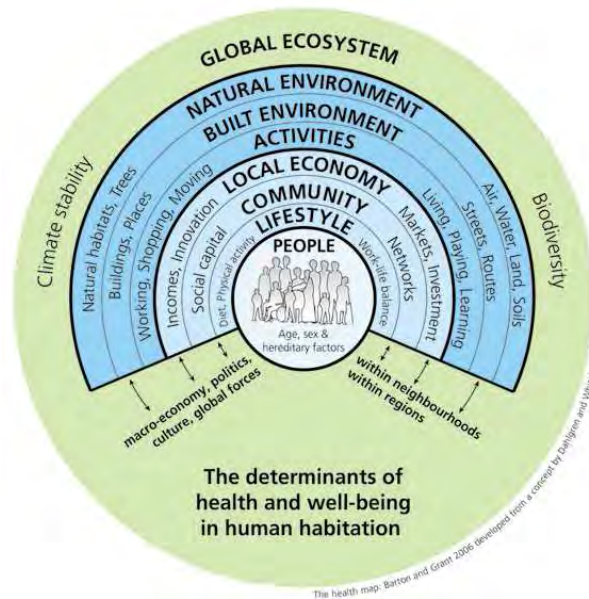 GLOBAL ECOSYSTEM
NATURAL ENVIRONMENT
BUILT ENVIRONMENT
ACTIVITIES
LOCAL ECONOMY
COMMUNITY
LIFESTYLE
PEOPLE
Age, sex &
hereditary factors
Climate stability
Natural habitats, Trees
Buildings, Places
Working, Shopping, Moving
Incomes, Innovation
Social capital
Diet, Physical activity
Work-life balance
Networks
Markets, Investment
Living, Playing, Learning
Streets, Routes
Air, Water, Land, Soils
Biodiversity
macro-economy, politics,
culture, global forces
within neighbourhoods
within regions
The determinants of
health and well-being
in human habitation
The health map: Barton and Grant 2006 developed from a concept by Dahlgren and